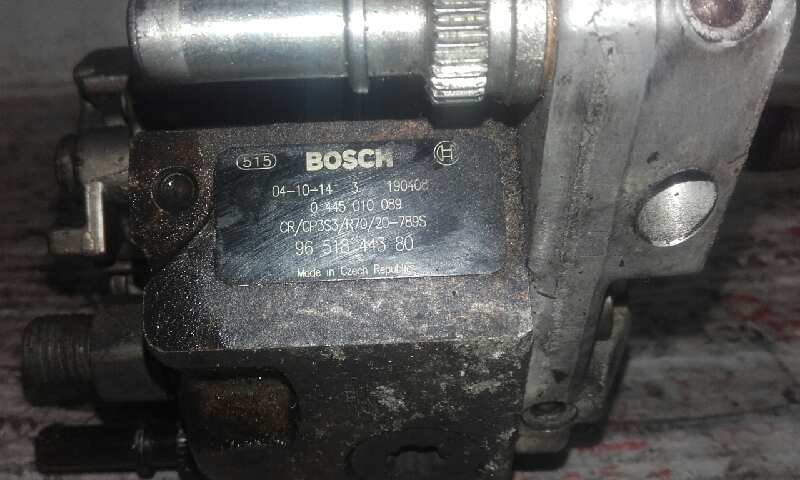 515 BOSCH
04-10-14 3 190408
0 445 010 089
CR/CP3S3/R70/20-789S
96 518 443 80
Made in Czech Republic